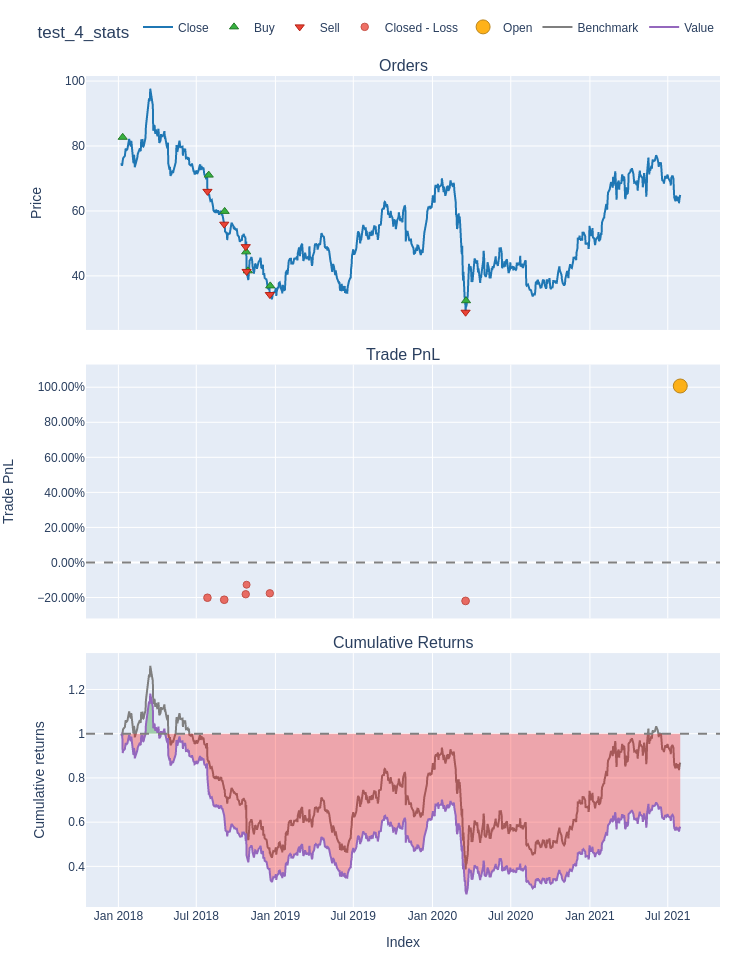 test_4_stats
Close
Buy
Sell
Closed - Loss
Open
Benchmark
Value
Orders
100
80
60
40
Price
Trade PnL
100.00%
80.00%
60.00%
40.00%
20.00%
0.00%
−20.00%
Trade PnL
Cumulative Returns
1.2
1
0.8
0.6
0.4
Cumulative returns
Jan 2018
Jul 2018
Jan 2019
Jul 2019
Jan 2020
Jul 2020
Jan 2021
Jul 2021
Index